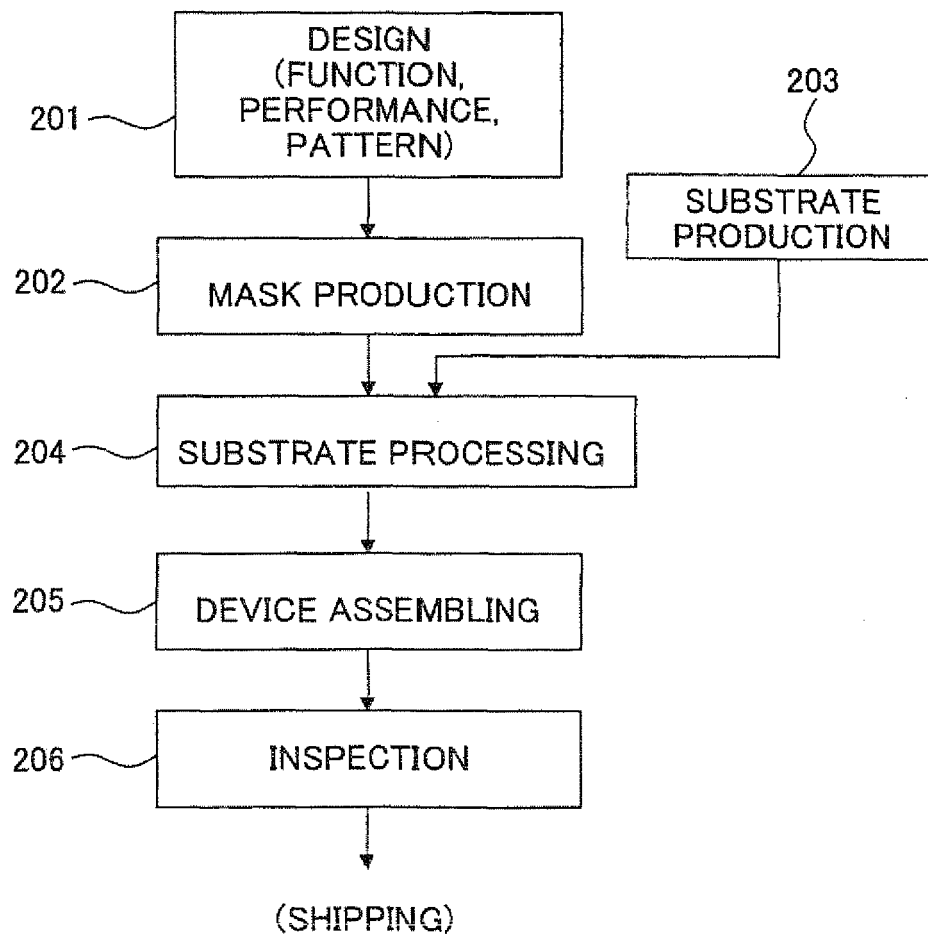 DESIGN
(FUNCTION,
PERFORMANCE,
PATTERN)
201
203
SUBSTRATE
PRODUCTION
202
MASK PRODUCTION
204
SUBSTRATE PROCESSING
205
DEVICE ASSEMBLING
206
INSPECTION
(SHIPPING)